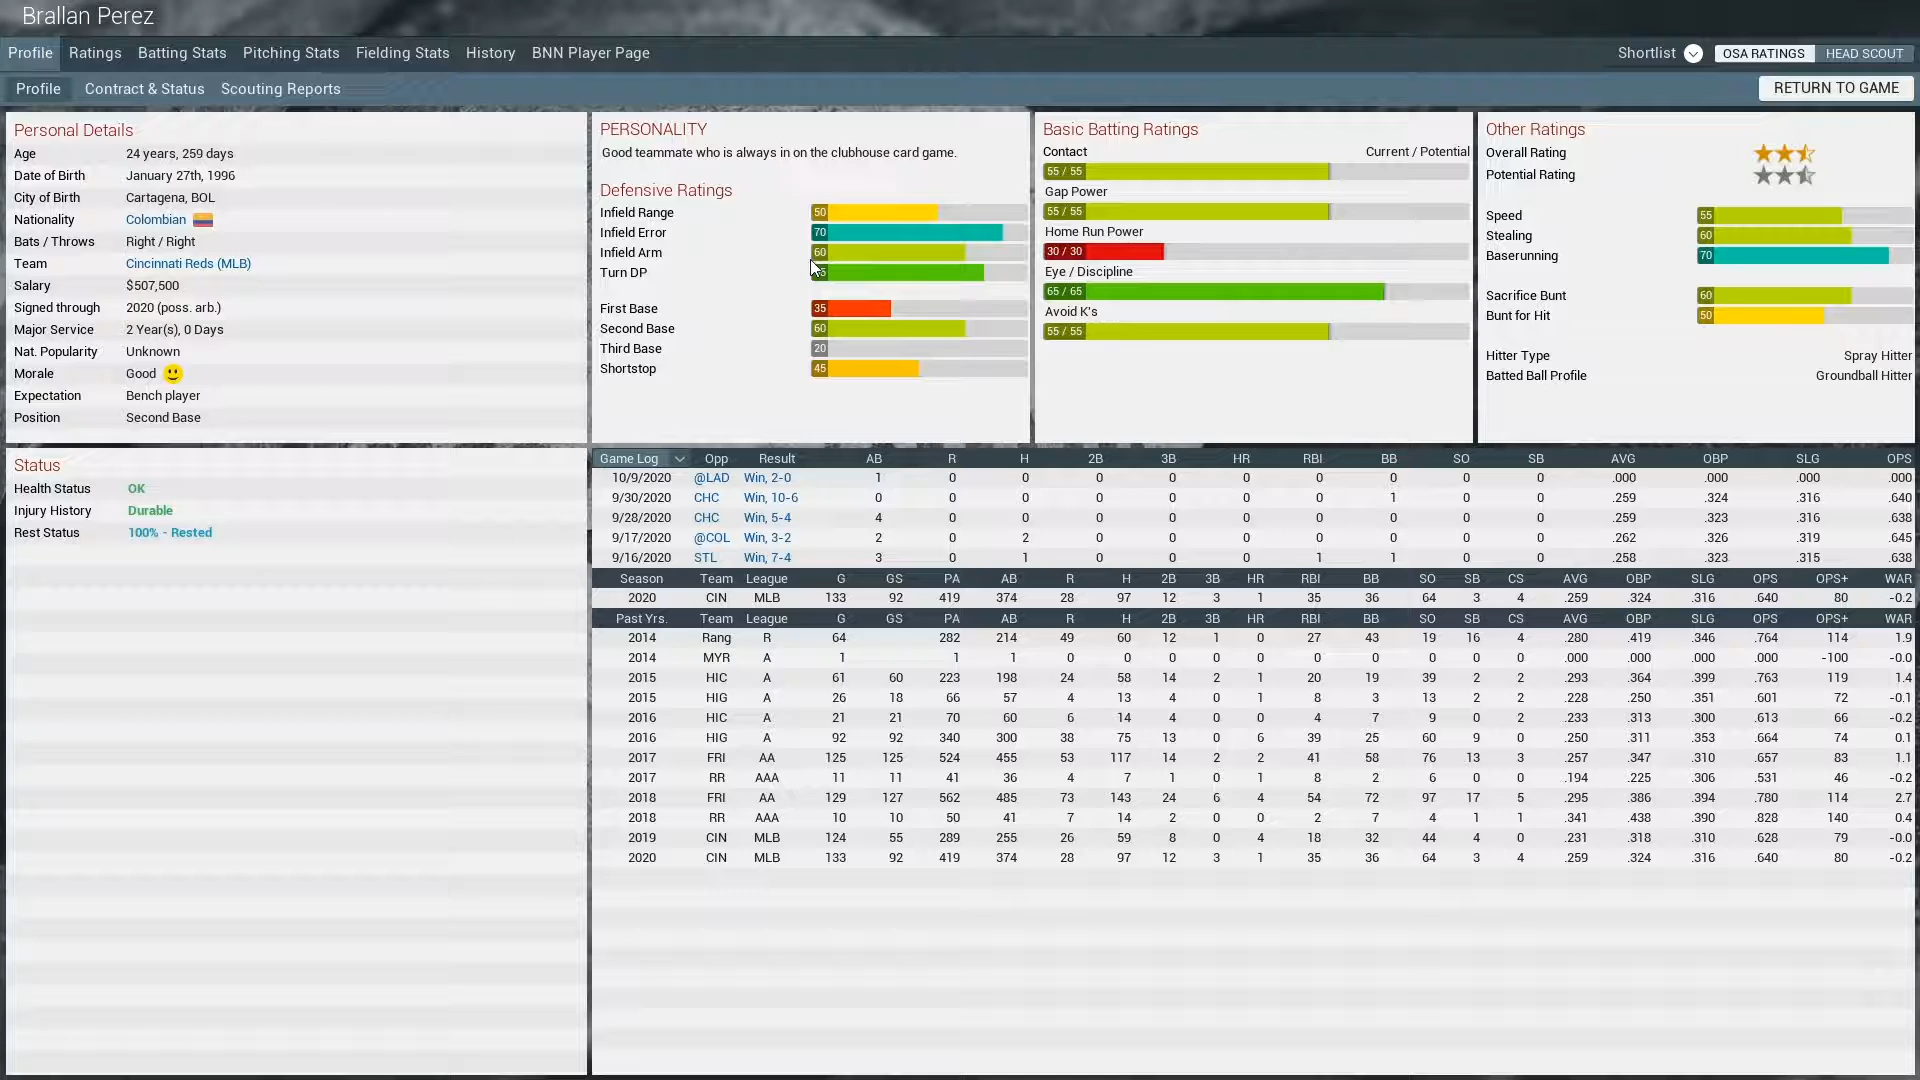 Brallan Perez
Profile Ratings Batting Stats Pitching Stats Fielding Stats History BNN Player Page Shortlist OSA RATINGS HEAD SCOUT
Profile Contract & Status Scouting Reports RETURN TO GAME
Personal Details
Age 24 years, 259 days
Date of Birth January 27th, 1996
City of Birth Cartagena, BOL
Nationality Colombian
Bats / Throws Right / Right
Team Cincinnati Reds (MLB)
Salary $507,500
Signed through 2020 (poss. arb.)
Major Service 2 Year(s), 0 Days
Nat. Popularity Unknown
Morale Good
Expectation Bench player
Position Second Base
PERSONALITY
Good teammate who is always in on the clubhouse card game.
Defensive Ratings
Infield Range 50
Infield Error 70
Infield Arm 60
Turn DP
First Base 35
Second Base 60
Third Base 20
Shortstop 45
Basic Batting Ratings
Contact Current / Potential
55 / 55
Gap Power
55 / 55
Home Run Power
30 / 30
Eye / Discipline
65 / 65
Avoid K's
55 / 55
Other Ratings
Overall Rating
Potential Rating
Speed 55
Stealing 60
Baserunning 70
Sacrifice Bunt 60
Bunt for Hit 50
Hitter Type Spray Hitter
Batted Ball Profile Groundball Hitter
Status
Health Status OK
Injury History Durable
Rest Status 100% - Rested
Game Log Opp Result AB R H 2B 3B HR RBI BB SO SB AVG OBP SLG OPS
10/9/2020 @LAD Win, 2-0 1 0 0 0 0 0 0 0 0 0 .000 .000 .000 .000
9/30/2020 CHC Win, 10-6 0 0 0 0 0 0 0 1 0 0 .259 .324 .316 .640
9/28/2020 CHC Win, 5-4 4 0 0 0 0 0 0 0 0 0 .259 .323 .316 .638
9/17/2020 @COL Win, 3-2 2 0 2 0 0 0 0 0 0 0 .262 .326 .319 .645
9/16/2020 STL Win, 7-4 3 0 1 0 0 0 1 1 0 0 .258 .323 .315 .638
Season Team League G GS PA AB R H 2B 3B HR RBI BB SO SB CS AVG OBP SLG OPS OPS+ WAR
2020 CIN MLB 133 92 419 374 28 97 12 3 1 35 36 64 3 4 .259 .324 .316 .640 80 -0.2
Past Yrs. Team League G GS PA AB R H 2B 3B HR RBI BB SO SB CS AVG OBP SLG OPS OPS+ WAR
2014 Rang R 64 282 214 49 60 12 1 0 27 43 19 16 4 .280 .419 .346 .764 114 1.9
2014 MYR A 1 1 1 0 0 0 0 0 0 0 0 0 0 .000 .000 .000 .000 -100 -0.0
2015 HIC A 61 60 223 198 24 58 14 2 1 20 19 39 2 2 .293 .364 .399 .763 119 1.4
2015 HIG A 26 18 66 57 4 13 4 0 1 8 3 13 2 2 .228 .250 .351 .601 72 -0.1
2016 HIC A 21 21 70 60 6 14 4 0 0 4 7 9 0 2 .233 .313 .300 .613 66 -0.2
2016 HIG A 92 92 340 300 38 75 13 0 6 39 25 60 9 0 .250 .311 .353 .664 74 0.1
2017 FRI AA 125 125 524 455 53 117 14 2 2 41 58 76 13 3 .257 .347 .310 .657 83 1.1
2017 RR AAA 11 11 41 36 4 7 1 0 1 8 2 6 0 0 .194 .225 .306 .531 46 -0.2
2018 FRI AA 129 127 562 485 73 143 24 6 4 54 72 97 17 5 .295 .386 .394 .780 114 2.7
2018 RR AAA 10 10 50 41 7 14 2 0 0 2 7 4 1 1 .341 .438 .390 .828 140 0.4
2019 CIN MLB 124 55 289 255 26 59 8 0 4 18 32 44 4 0 .231 .318 .310 .628 79 -0.0
2020 CIN MLB 133 92 419 374 28 97 12 3 1 35 36 64 3 4 .259 .324 .316 .640 80 -0.2